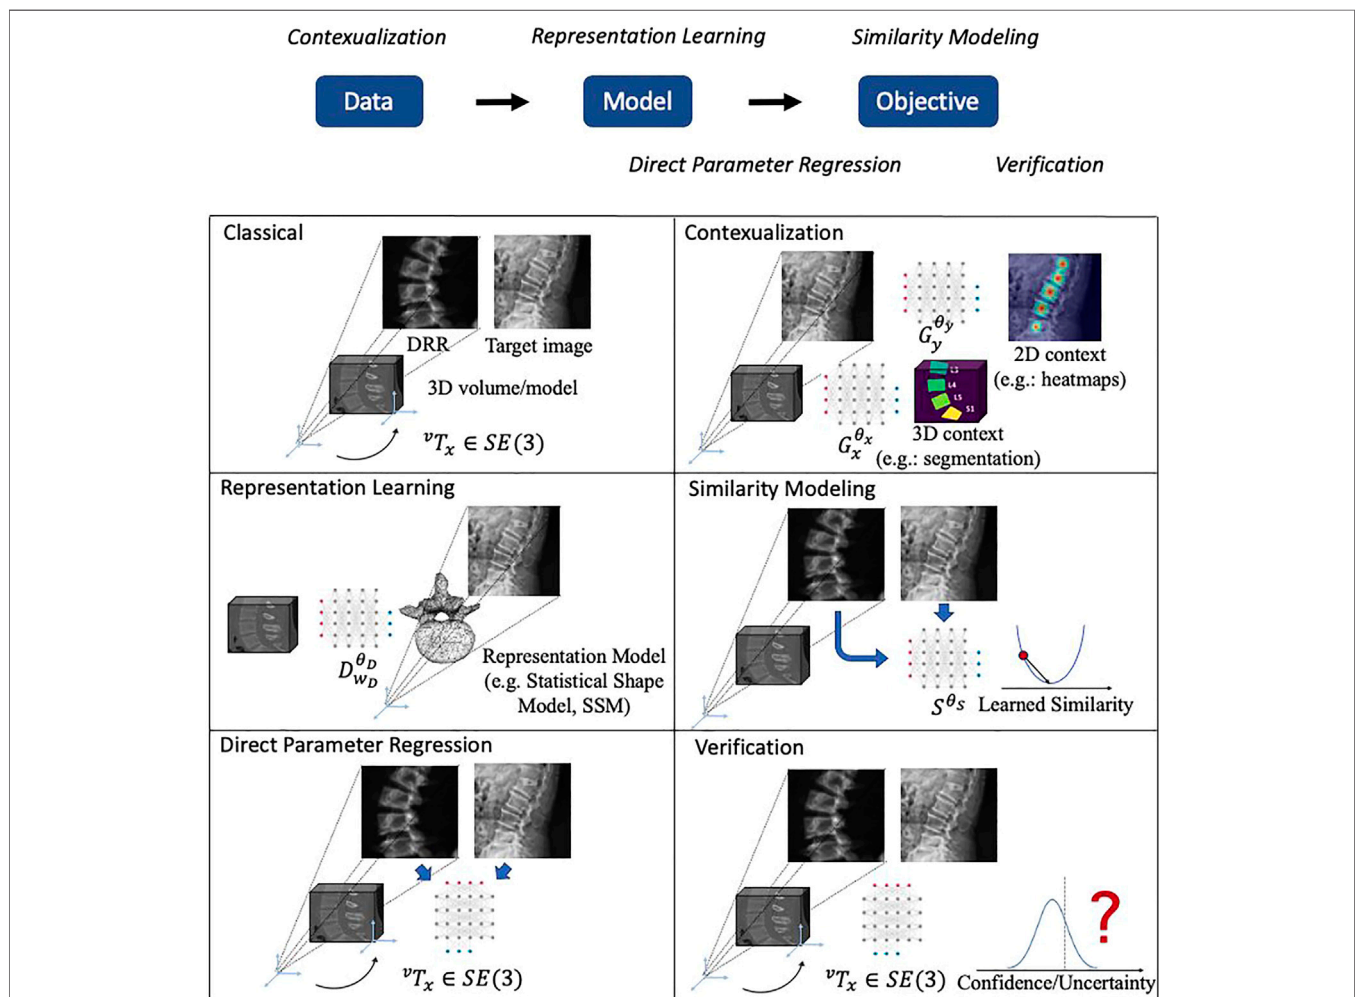 Contexualization Representation Learning Similarity Modeling
Data Model Objective
Direct Parameter Regression Verification
Classical
DRR Target image
3D volume/model
ᵛTₓ ∈ SE(3)
Contexualization
G_y^{θ_y}
2D context
(e.g.: heatmaps)
L3
L4
L5
S1
G_x^{θ_x}
3D context
(e.g.: segmentation)
Representation Learning
D_{w_D}^{θ_D}
Representation Model
(e.g. Statistical Shape
Model, SSM)
Similarity Modeling
S^{θ_S} Learned Similarity
Direct Parameter Regression
ᵛTₓ ∈ SE(3)
Verification
?
ᵛTₓ ∈ SE(3) Confidence/Uncertainty